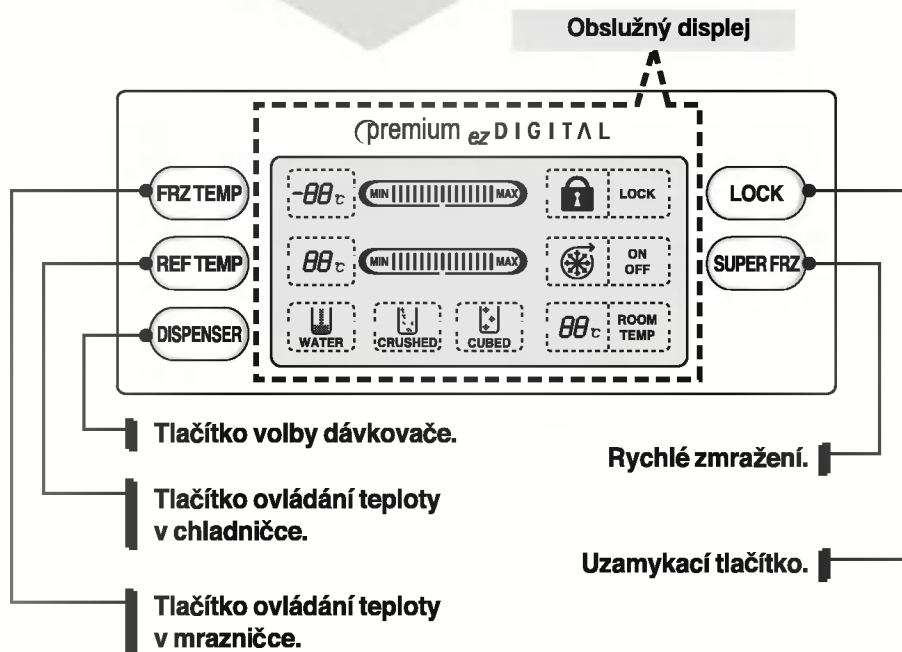 Obslužný displej
premium ez DIGITAL
FRZ TEMP
-88 °C MIN MAX
LOCK
LOCK
REF TEMP
88 °C MIN MAX
ON
OFF
SUPER FRZ
DISPENSER
WATER
CRUSHED
CUBED
88 °C
ROOM
TEMP
Tlačítko volby dávkovače.
Rychlé zmražení.
Tlačítko ovládání teploty
v chladničce.
Uzamykací tlačítko.
Tlačítko ovládání teploty
v mrazničce.